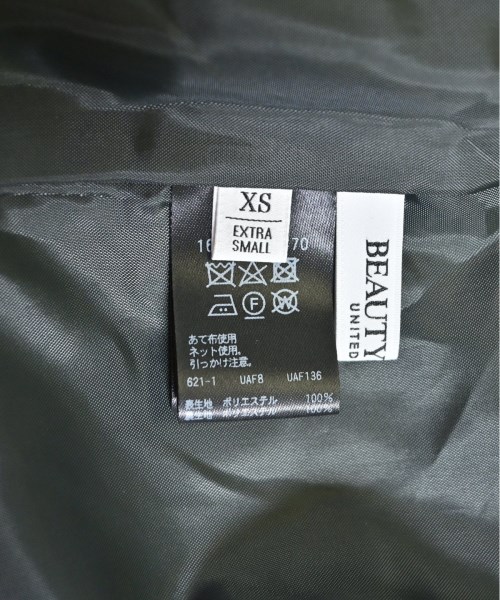 XS
EXTRA
SMALL
16 70
あて布使用
ネット使用。
引っかけ注意。
621-1 UAF8 UAF136
表生地 ポリエステル 100%
BEAUTY
UNITED